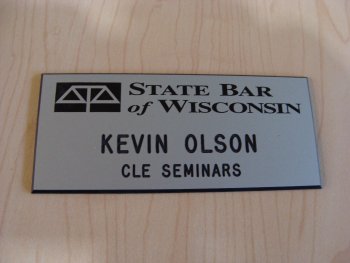 STATE BAR
of WISCONSIN
KEVIN OLSON
CLE SEMINARS